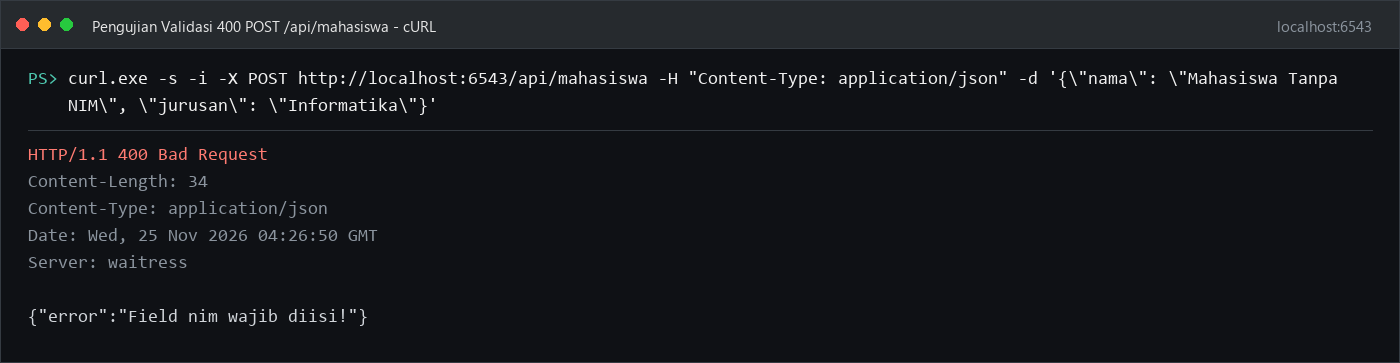 Pengujian Validasi 400 POST /api/mahasiswa - cURL
localhost:6543
PS> curl.exe -s -i -X POST http://localhost:6543/api/mahasiswa -H "Content-Type: application/json" -d '{\"nama\": \"Mahasiswa Tanpa
NIM\", \"jurusan\": \"Informatika\"}'
HTTP/1.1 400 Bad Request
Content-Length: 34
Content-Type: application/json
Date: Wed, 25 Nov 2026 04:26:50 GMT
Server: waitress
{"error":"Field nim wajib diisi!"}